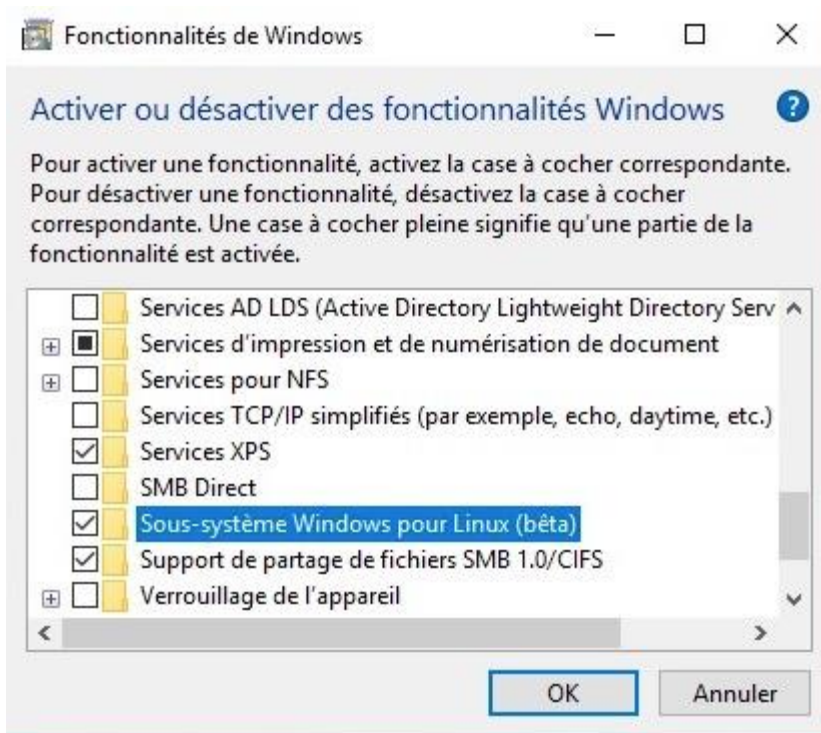 Fonctionnalités de Windows
Activer ou désactiver des fonctionnalités Windows
Pour activer une fonctionnalité, activez la case à cocher correspondante.
Pour désactiver une fonctionnalité, désactivez la case à cocher
correspondante. Une case à cocher pleine signifie qu'une partie de la
fonctionnalité est activée.
Services AD LDS (Active Directory Lightweight Directory Serv
Services d'impression et de numérisation de document
Services pour NFS
Services TCP/IP simplifiés (par exemple, echo, daytime, etc.)
Services XPS
SMB Direct
Sous-système Windows pour Linux (bêta)
Support de partage de fichiers SMB 1.0/CIFS
Verrouillage de l'appareil
OK
Annuler